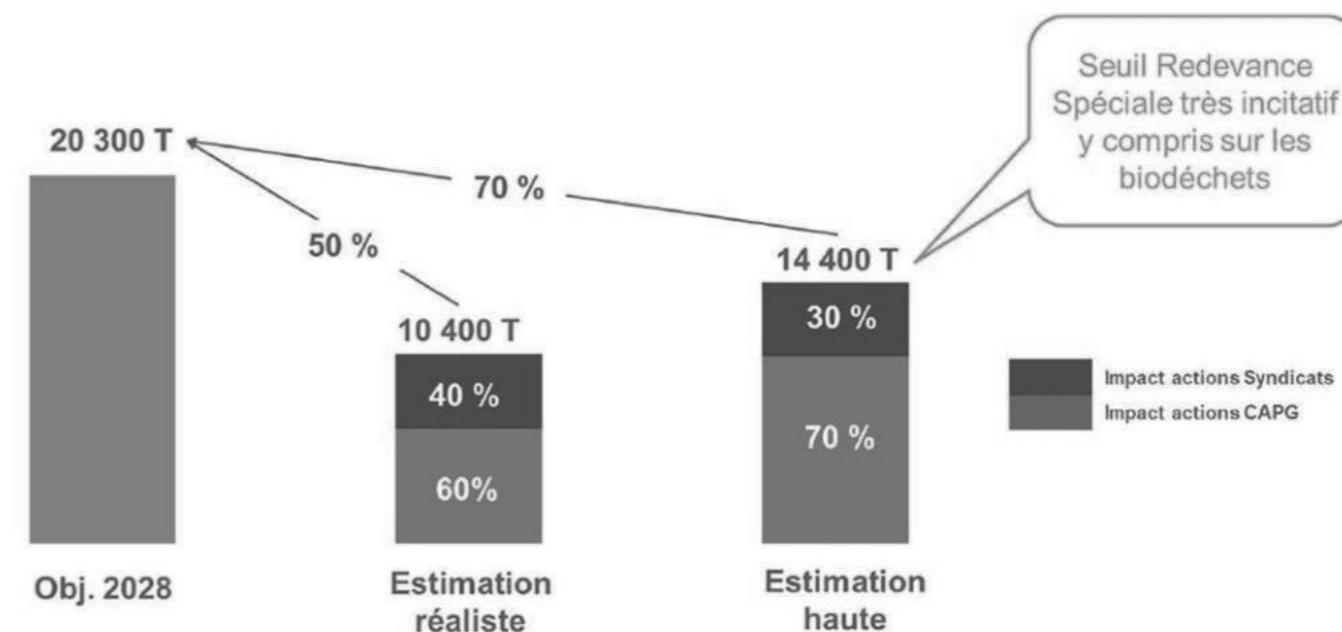 Seuil Redevance
Spéciale très incitatif
y compris sur les
biodéchets
20 300 T
70 %
50 %
14 400 T
10 400 T
30 %
40 %
70 %
60%
Impact actions Syndicats
Impact actions CAPG
Obj. 2028
Estimation
réaliste
Estimation
haute